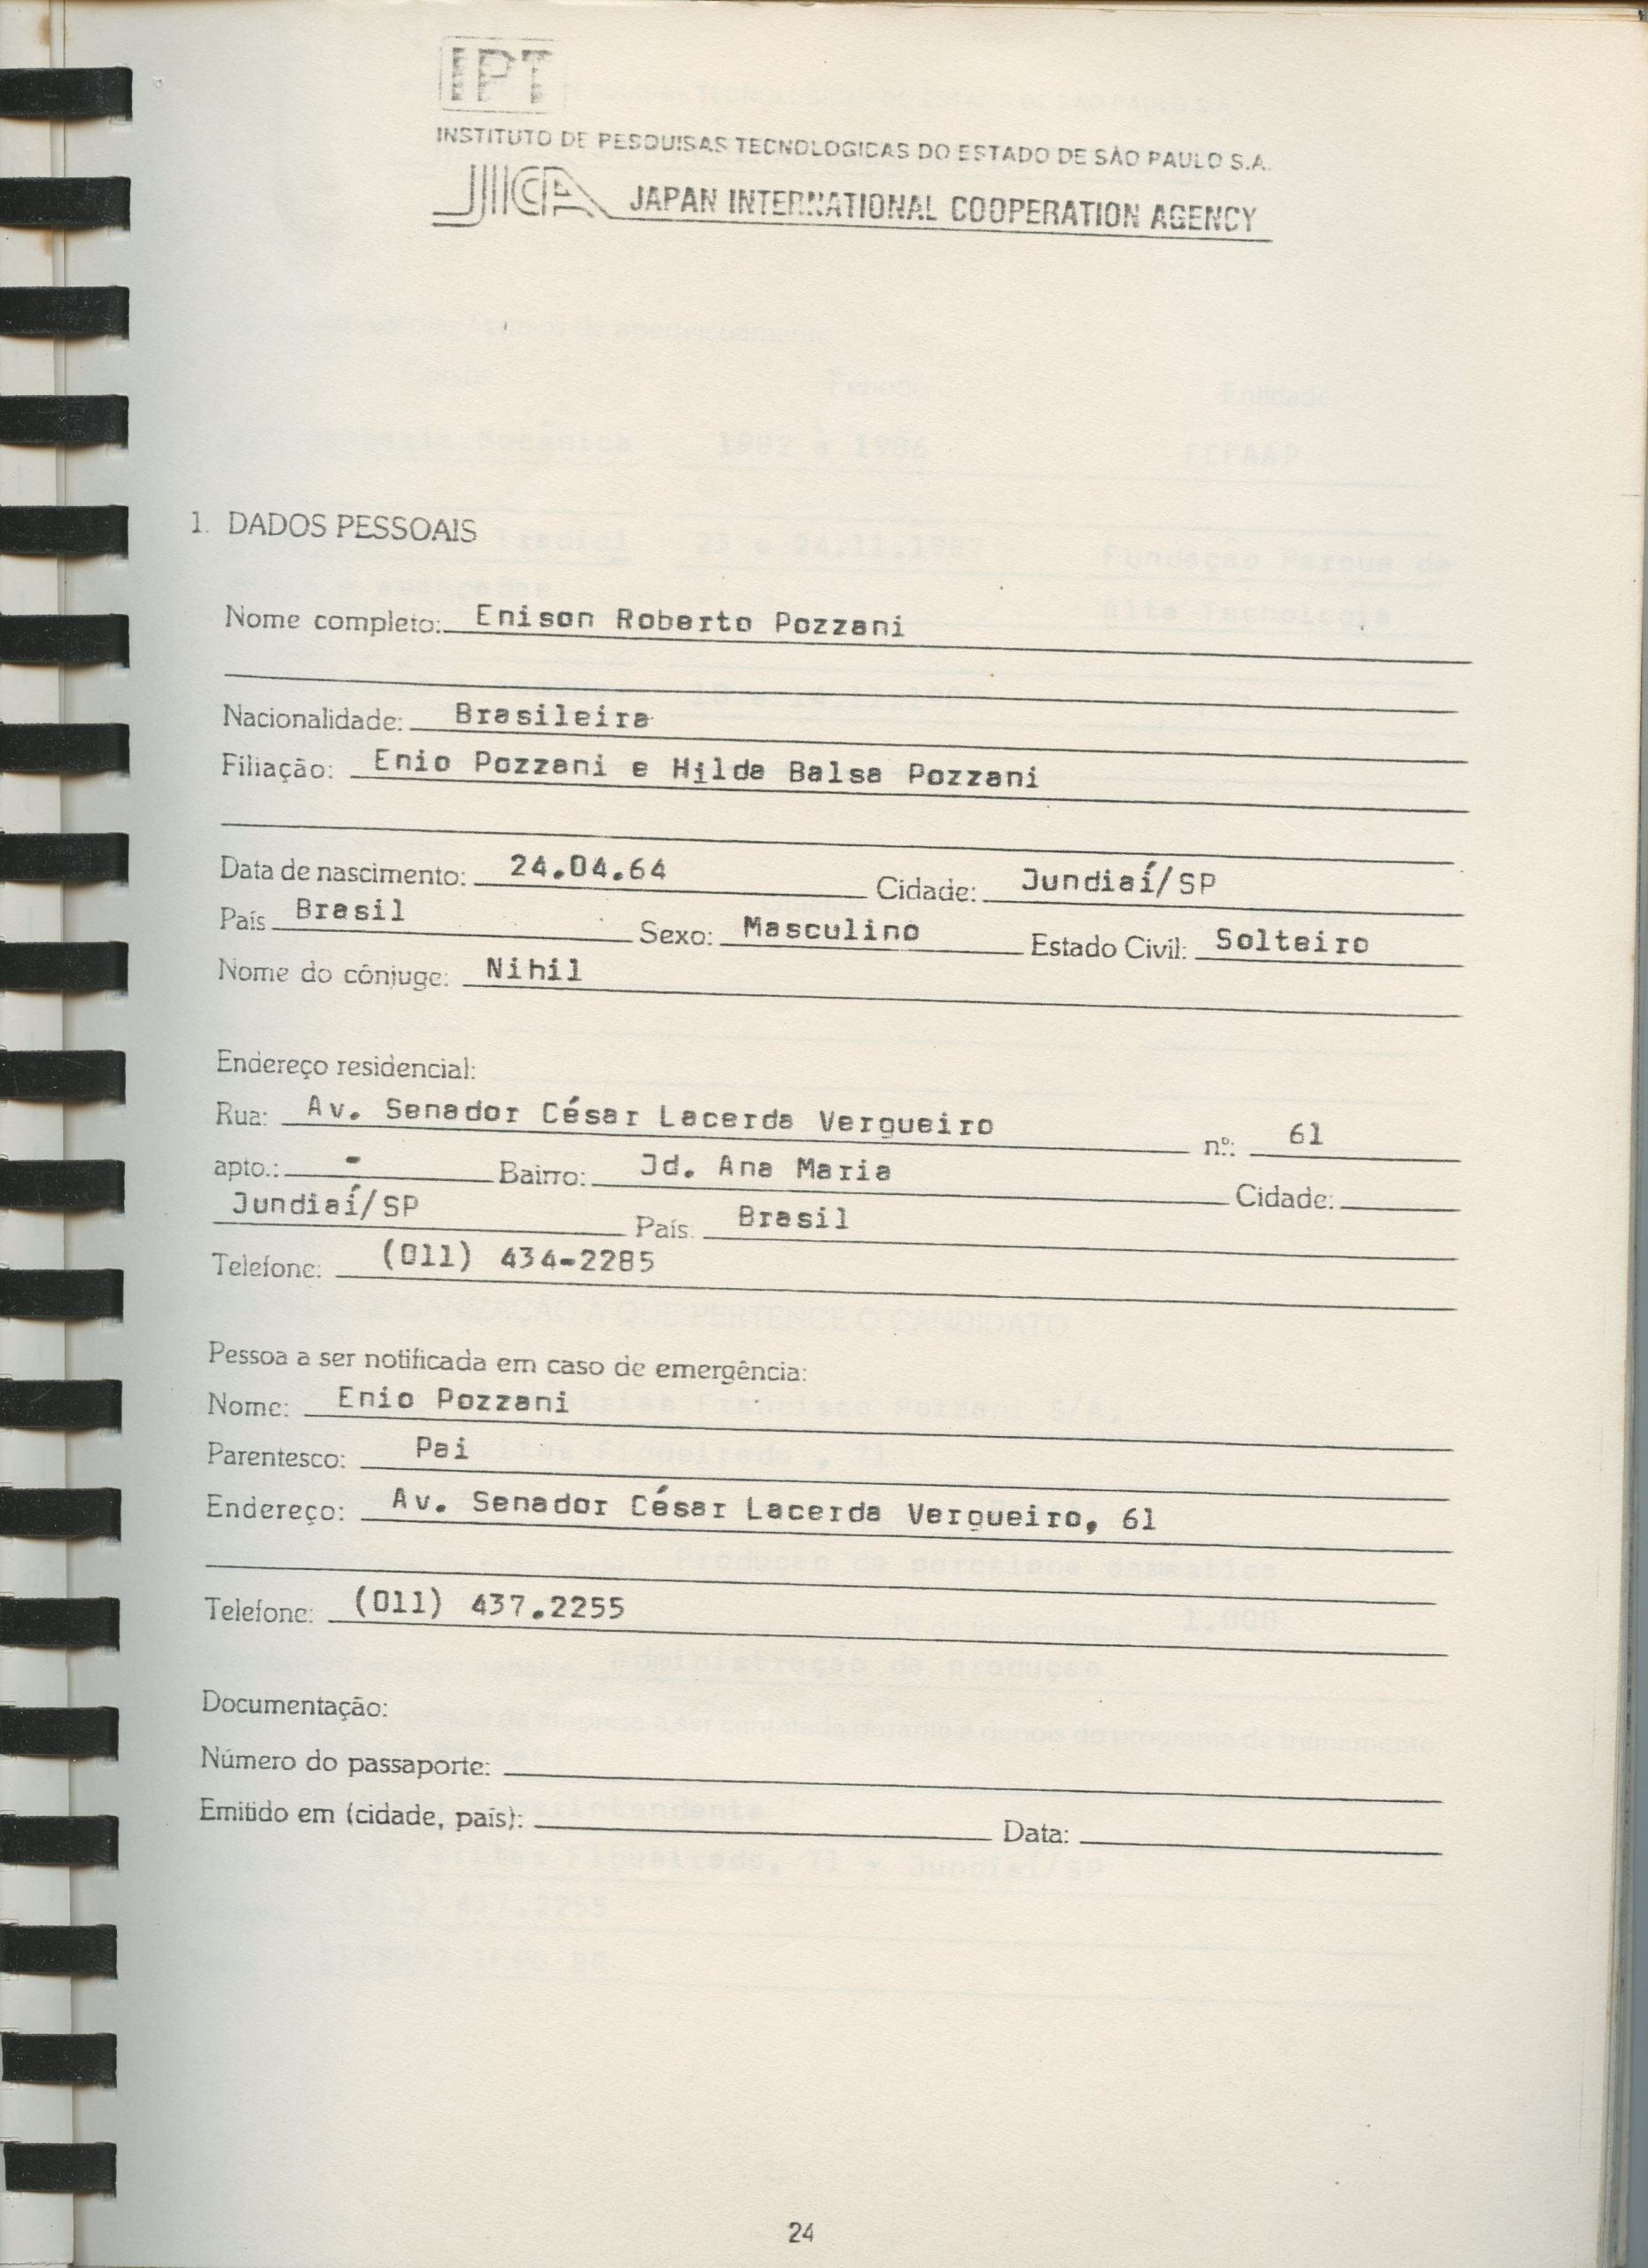 IPT
INSTITUTO DE PESQUISAS TECNOLOGICAS DO ESTADO DE SÃO PAULO S.A.
JICA JAPAN INTERNATIONAL COOPERATION AGENCY
1. DADOS PESSOAIS
Nome completo: Enison Roberto Pozzani
Nacionalidade: Brasileira
Filiação: Enio Pozzani e Hilda Balsa Pozzani
Data de nascimento: 24.04.64 Cidade: Jundiaí/SP
País Brasil Sexo: Masculino Estado Civil: Solteiro
Nome do cônjuge: Nihil
Endereço residencial:
Rua: Av. Senador César Lacerda Vergueiro nº: 61
apto.: - Bairro: Jd. Ana Maria Cidade:
Jundiaí/SP País: Brasil
Telefone: (011) 434-2285
Pessoa a ser notificada em caso de emergência:
Nome: Enio Pozzani
Parentesco: Pai
Endereço: Av. Senador César Lacerda Vergueiro, 61
Telefone: (011) 437.2255
Documentação:
Número do passaporte:
Emitido em (cidade, país): Data:
24